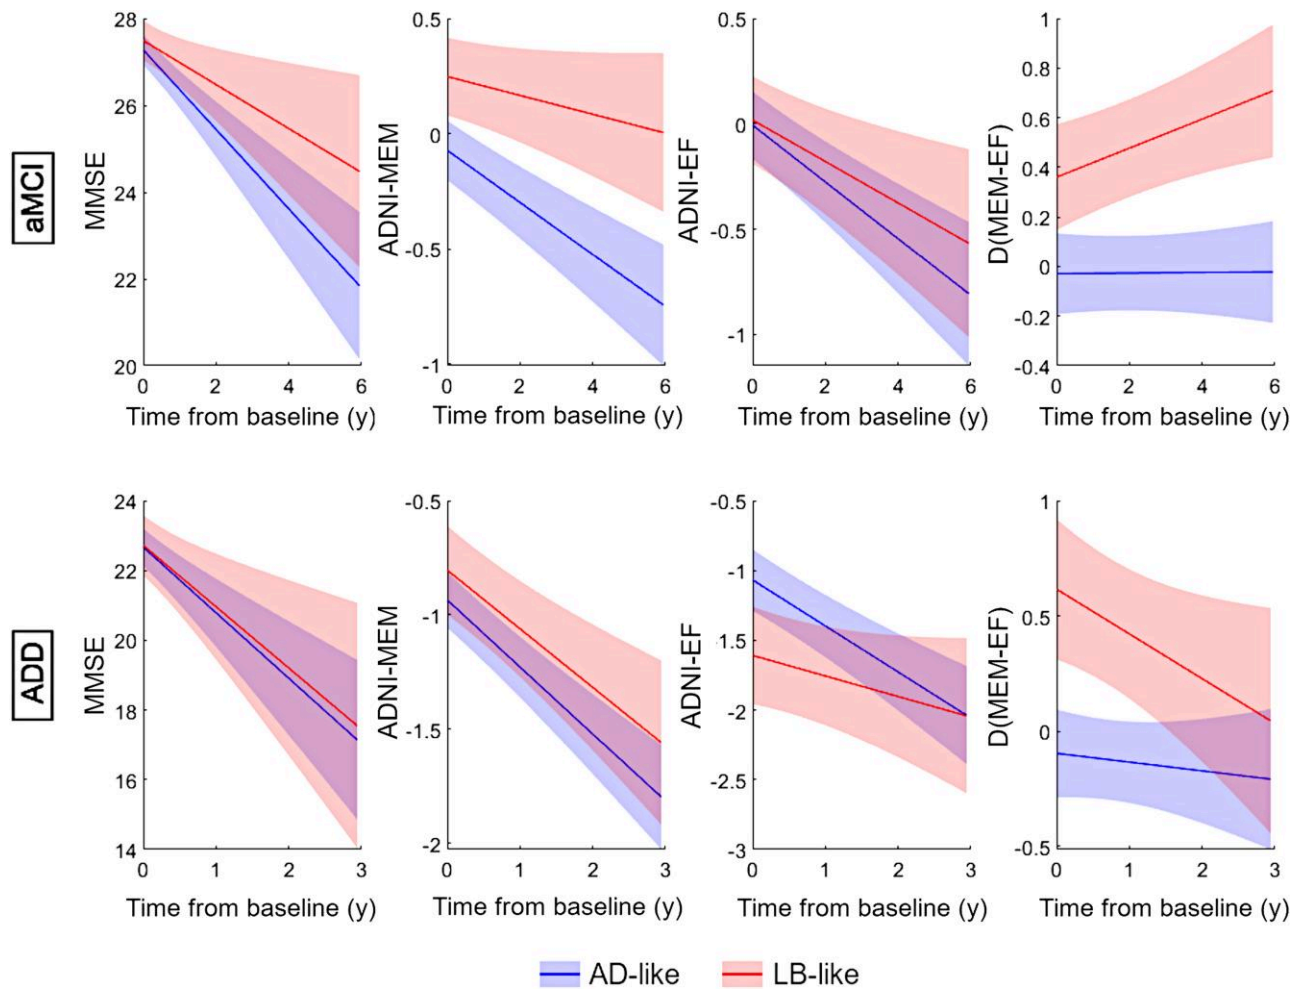 aMCI
MMSE
28
26
24
22
20
0 2 4 6
Time from baseline (y)
ADNI-MEM
0.5
0
-0.5
-1
0 2 4 6
Time from baseline (y)
ADNI-EF
0.5
0
-0.5
-1
0 2 4 6
Time from baseline (y)
D(MEM-EF)
1
0.8
0.6
0.4
0.2
0
-0.2
-0.4
0 2 4 6
Time from baseline (y)
ADD
MMSE
24
22
20
18
16
14
0 1 2 3
Time from baseline (y)
ADNI-MEM
-0.5
-1
-1.5
-2
0 1 2 3
Time from baseline (y)
ADNI-EF
-0.5
-1
-1.5
-2
-2.5
-3
0 1 2 3
Time from baseline (y)
D(MEM-EF)
1
0.5
0
-0.5
0 1 2 3
Time from baseline (y)
AD-like LB-like